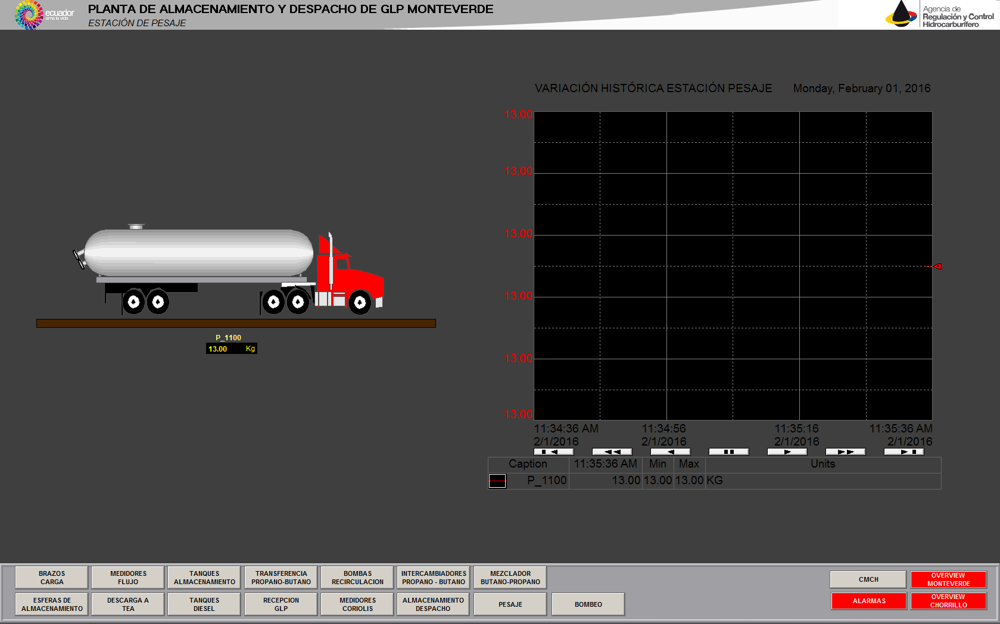 ecuador
ama la vida
PLANTA DE ALMACENAMIENTO Y DESPACHO DE GLP MONTEVERDE
ESTACIÓN DE PESAJE
Agencia de
Regulación y Control
Hidrocarburífero
VARIACIÓN HISTÓRICA ESTACIÓN PESAJE Monday, February 01, 2016
13.00
13.00
13.00
13.00
13.00
13.00
P_1100
13.00 Kg
11:34:36 AM 11:34:56 11:35:16 11:35:36 AM
2/1/2016 2/1/2016 2/1/2016 2/1/2016
Caption 11:35:36 AM Min Max Units
P_1100 13.00 13.00 13.00 KG
BRAZOS
CARGA
MEDIDORES
FLUJO
TANQUES
ALMACENAMIENTO
TRANSFERENCIA
PROPANO-BUTANO
BOMBAS
RECIRCULACION
INTERCAMBIADORES
PROPANO - BUTANO
MEZCLADOR
BUTANO-PROPANO
CMCH
OVERVIEW
MONTEVERDE
ESFERAS DE
ALMACENAMIENTO
DESCARGA A
TEA
TANQUES
DIESEL
RECEPCION
GLP
MEDIDORES
CORIOLIS
ALMACENAMIENTO
DESPACHO
PESAJE
BOMBEO
ALARMAS
OVERVIEW
CHORRILLO